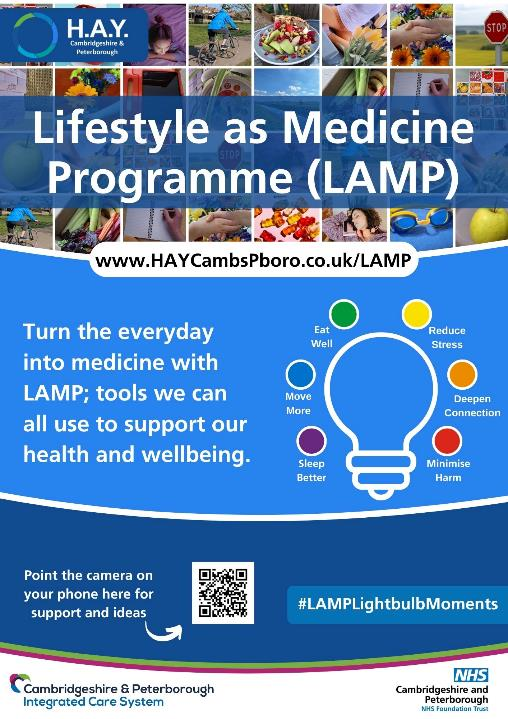 H.A.Y.
Cambridgeshire &
Peterborough
STOP
Lifestyle as Medicine
Programme (LAMP)
www.HAYCambsPboro.co.uk/LAMP
Turn the everyday
into medicine with
LAMP; tools we can
all use to support our
health and wellbeing.
Eat
Well
Reduce
Stress
Move
More
Deepen
Connection
Sleep
Better
Minimise
Harm
Point the camera on
your phone here for
support and ideas
#LAMPLightbulbMoments
Cambridgeshire & Peterborough
Integrated Care System
NHS
Cambridgeshire and
Peterborough
NHS Foundation Trust